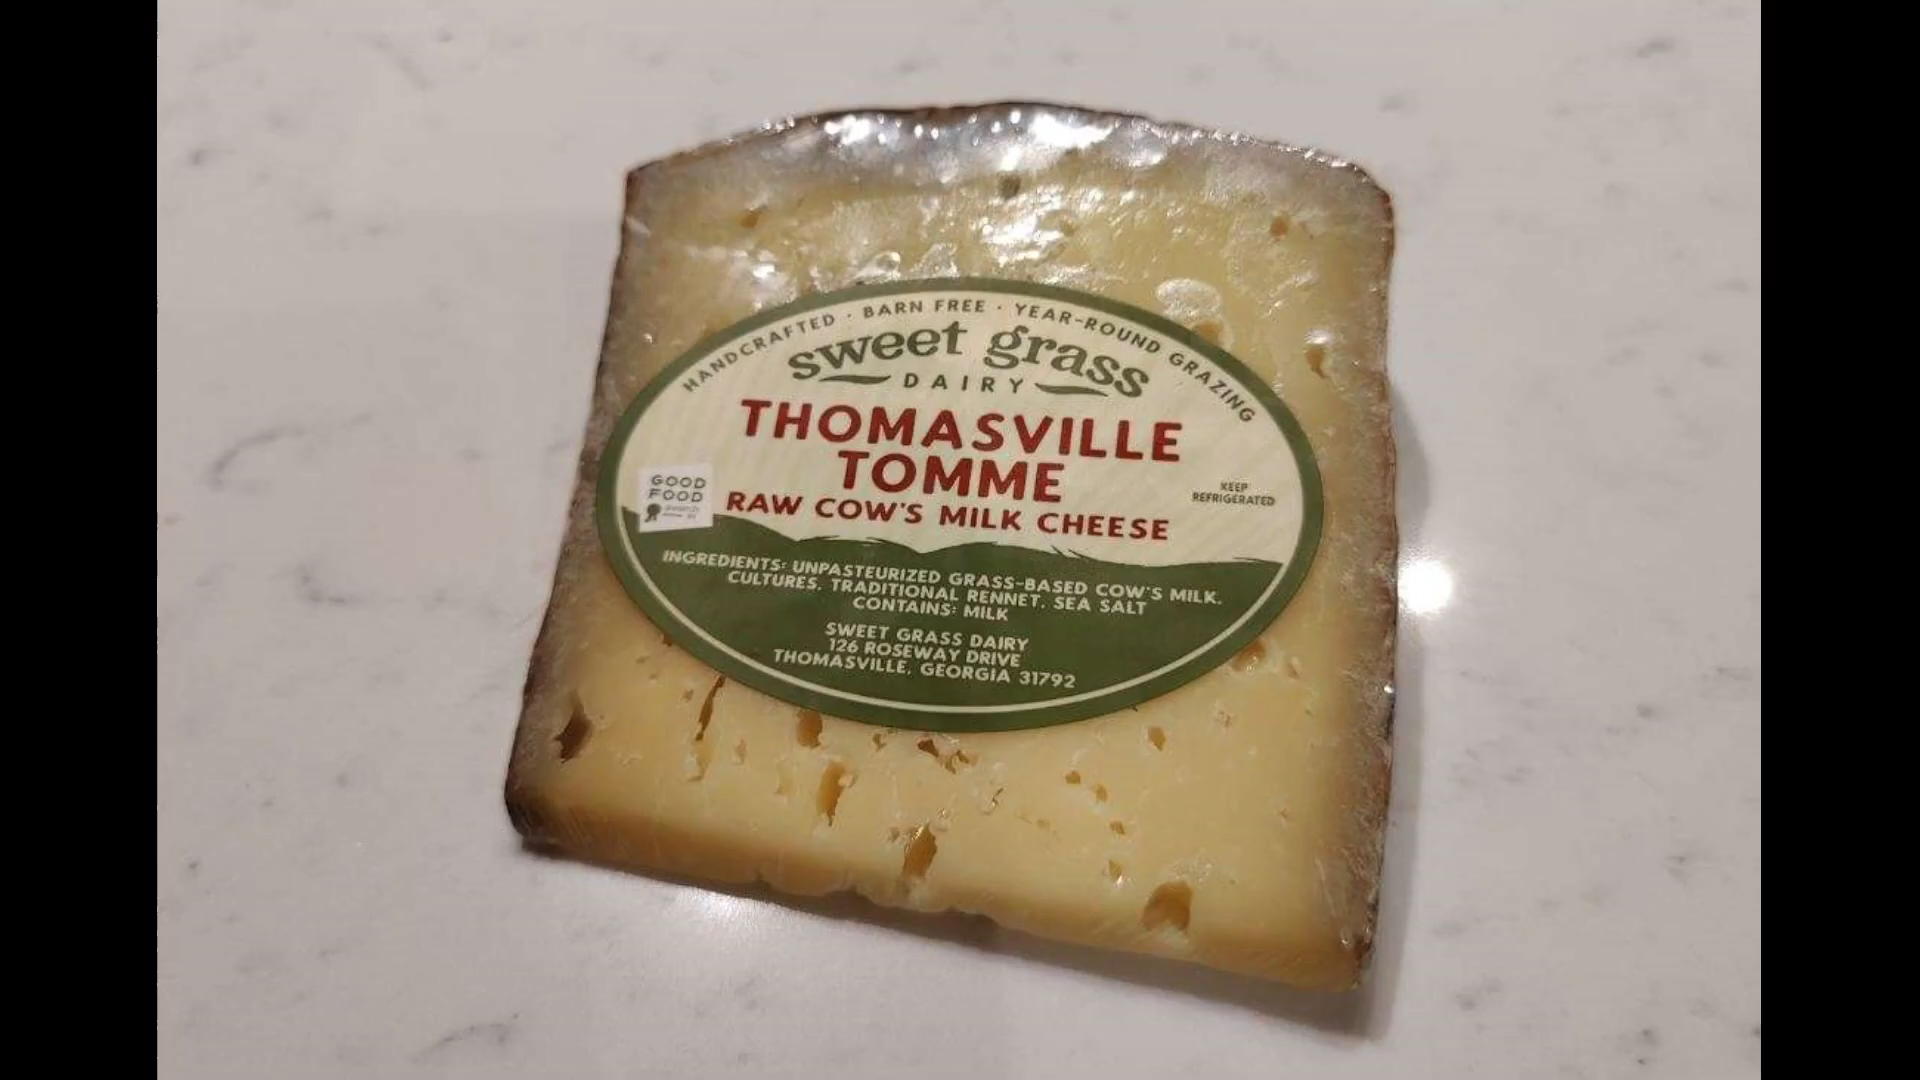 HANDCRAFTED · BARN FREE · YEAR-ROUND GRAZING
sweet grass
DAIRY
THOMASVILLE
TOMME
RAW COW'S MILK CHEESE
GOOD
FOOD
KEEP
REFRIGERATED
INGREDIENTS: UNPASTEURIZED GRASS-BASED COW'S MILK,
CULTURES, TRADITIONAL RENNET, SEA SALT
CONTAINS: MILK
SWEET GRASS DAIRY
126 ROSEWAY DRIVE
THOMASVILLE, GEORGIA 31792